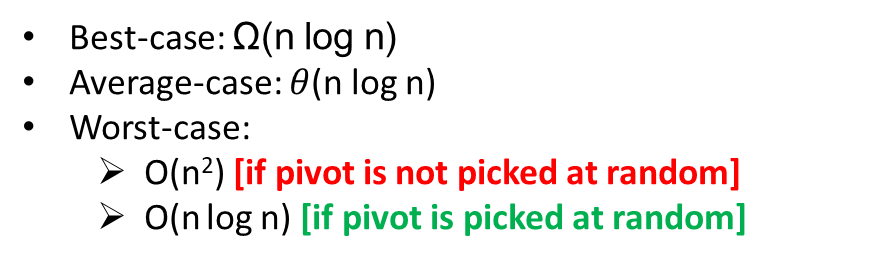 • Best-case: Ω(n log n)
• Average-case: θ(n log n)
• Worst-case:
➢ O(n²) [if pivot is not picked at random]
➢ O(n log n) [if pivot is picked at random]